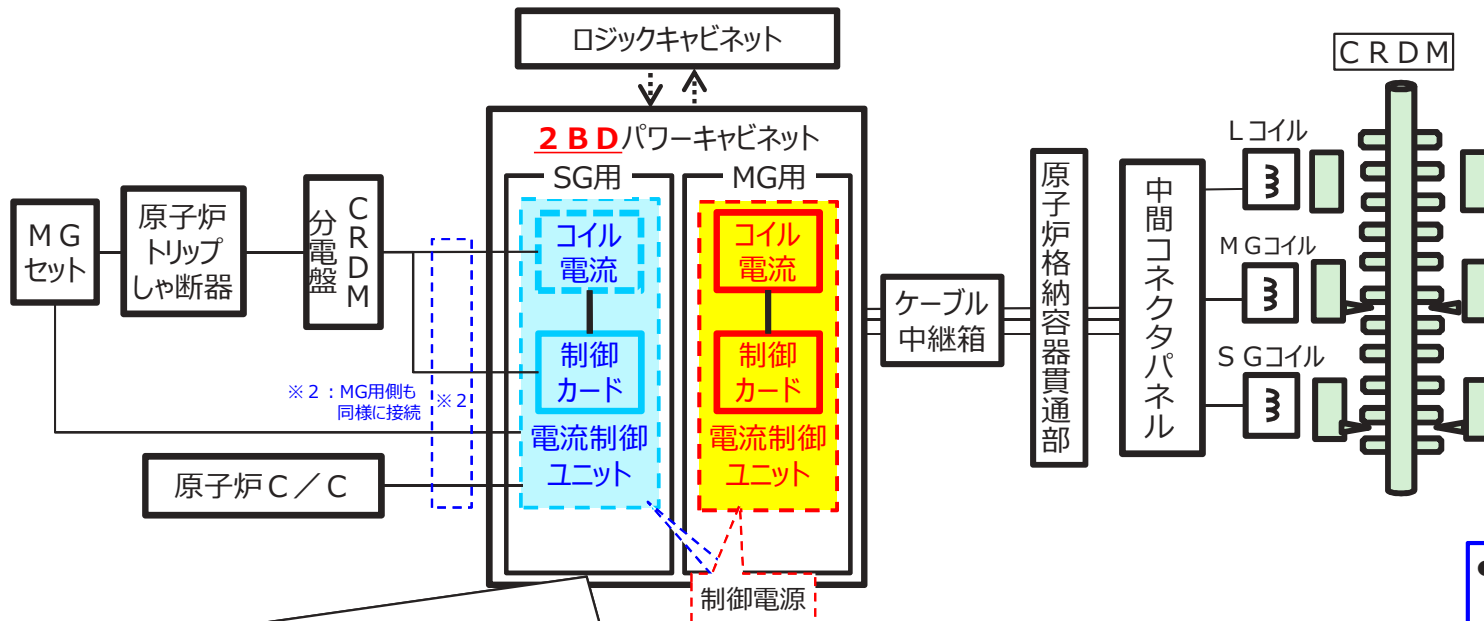 ロジックキャビネット
CRDM
2BDパワーキャビネット
SG用
MG用
MG
セット
原子炉
トリップ
しゃ断器
CRDM
分電盤
コイル
電流
制御
カード
電流制御
ユニット
コイル
電流
制御
カード
電流制御
ユニット
※2：MG用側も
同様に接続
※2
原子炉C／C
制御電源
ケーブル
中継箱
原子炉格納容器貫通部
中間コネクタパネル
Lコイル
MGコイル
SGコイル